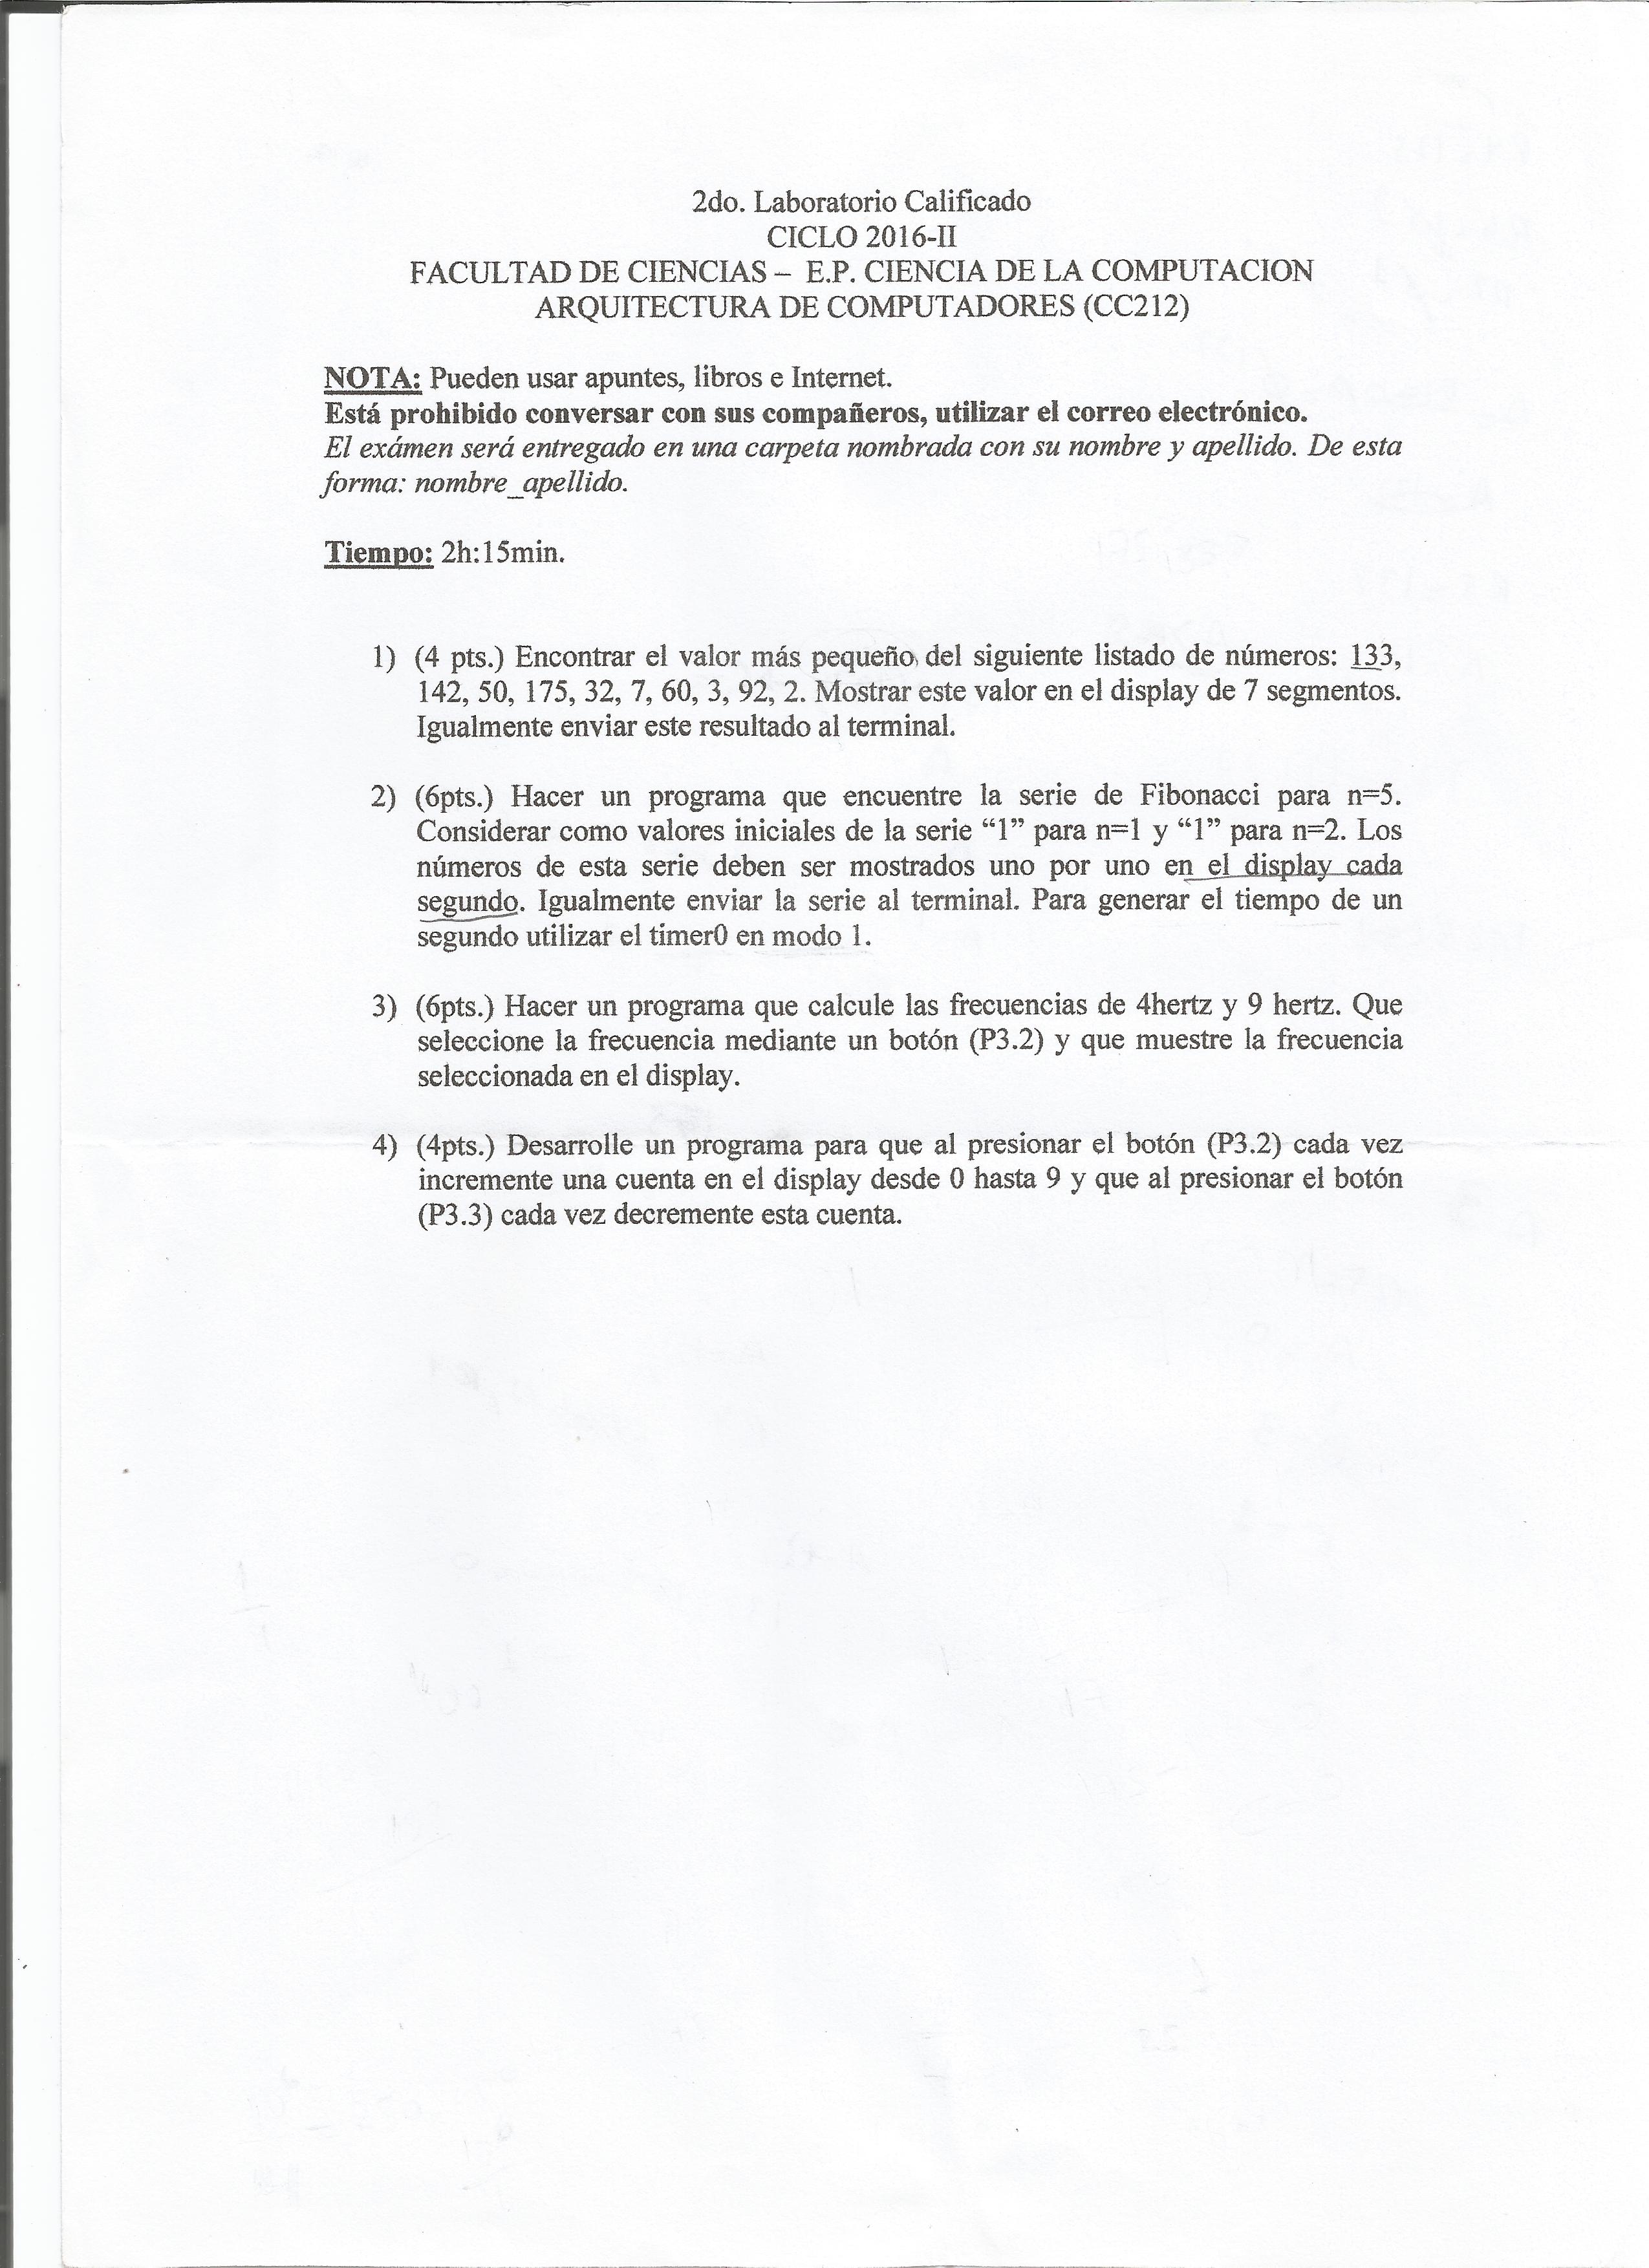 2do. Laboratorio Calificado
CICLO 2016-II
FACULTAD DE CIENCIAS – E.P. CIENCIA DE LA COMPUTACION
ARQUITECTURA DE COMPUTADORES (CC212)
NOTA: Pueden usar apuntes, libros e Internet.
Está prohibido conversar con sus compañeros, utilizar el correo electrónico.
El exámen será entregado en una carpeta nombrada con su nombre y apellido. De esta
forma: nombre_apellido.
Tiempo: 2h:15min.
1) (4 pts.) Encontrar el valor más pequeño del siguiente listado de números: 133,
142, 50, 175, 32, 7, 60, 3, 92, 2. Mostrar este valor en el display de 7 segmentos.
Igualmente enviar este resultado al terminal.
2) (6pts.) Hacer un programa que encuentre la serie de Fibonacci para n=5.
Considerar como valores iniciales de la serie “1” para n=1 y “1” para n=2. Los
números de esta serie deben ser mostrados uno por uno en el display cada
segundo. Igualmente enviar la serie al terminal. Para generar el tiempo de un
segundo utilizar el timer0 en modo 1.
3) (6pts.) Hacer un programa que calcule las frecuencias de 4hertz y 9 hertz. Que
seleccione la frecuencia mediante un botón (P3.2) y que muestre la frecuencia
seleccionada en el display.
4) (4pts.) Desarrolle un programa para que al presionar el botón (P3.2) cada vez
incremente una cuenta en el display desde 0 hasta 9 y que al presionar el botón
(P3.3) cada vez decremente esta cuenta.